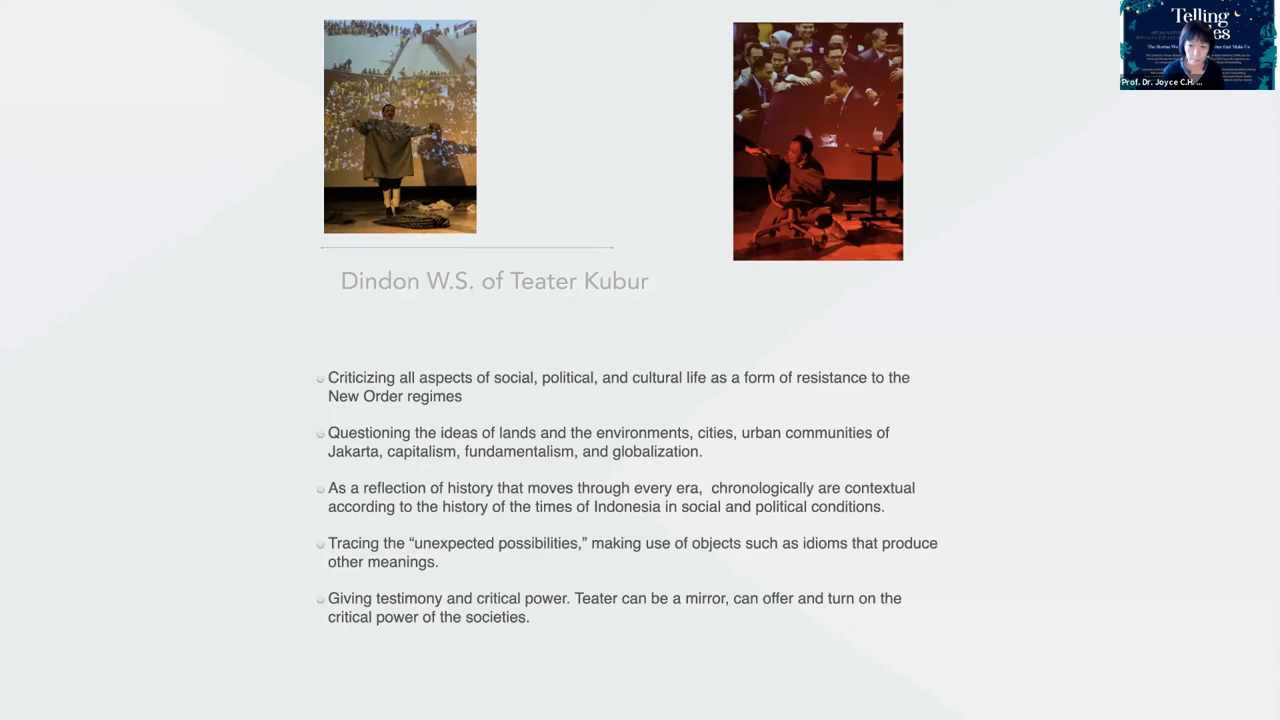 Telling
The
that Make Us
Prof. Dr. Joyce C.H. ...
Dindon W.S. of Teater Kubur
Criticizing all aspects of social, political, and cultural life as a form of resistance to the
New Order regimes
Questioning the ideas of lands and the environments, cities, urban communities of
Jakarta, capitalism, fundamentalism, and globalization.
As a reflection of history that moves through every era,  chronologically are contextual
according to the history of the times of Indonesia in social and political conditions.
Tracing the “unexpected possibilities,” making use of objects such as idioms that produce
other meanings.
Giving testimony and critical power. Teater can be a mirror, can offer and turn on the
critical power of the societies.